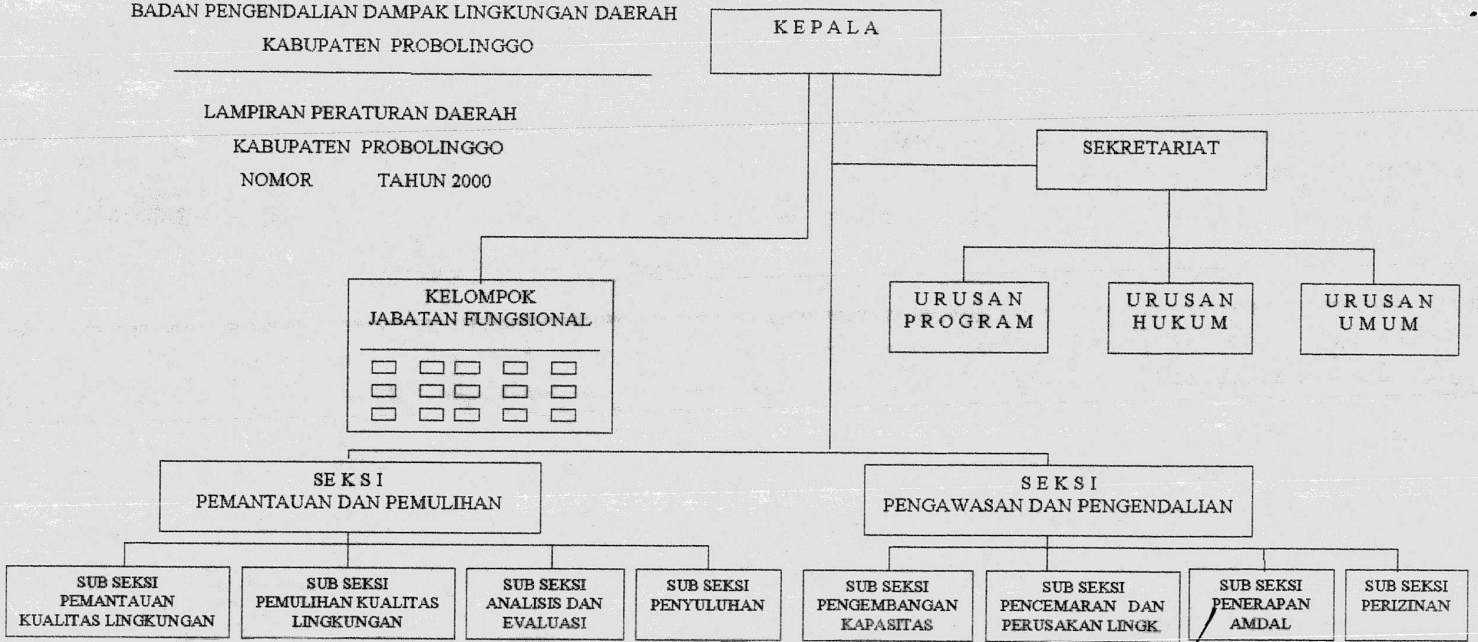 BADAN PENGENDALIAN DAMPAK LINGKUNGAN DAERAH
KABUPATEN PROBOLINGGO
LAMPIRAN PERATURAN DAERAH
KABUPATEN PROBOLINGGO
NOMOR TAHUN 2000
KEPALA
SEKRETARIAT
URUSAN
PROGRAM
URUSAN
HUKUM
URUSAN
UMUM
KELOMPOK
JABATAN FUNGSIONAL
SEKSI
PEMANTAUAN DAN PEMULIHAN
SEKSI
PENGAWASAN DAN PENGENDALIAN
SUB SEKSI
PEMANTAUAN
KUALITAS LINGKUNGAN
SUB SEKSI
PEMULIHAN KUALITAS
LINGKUNGAN
SUB SEKSI
ANALISIS DAN
EVALUASI
SUB SEKSI
PENYULUHAN
SUB SEKSI
PENGEMBANGAN
KAPASITAS
SUB SEKSI
PENCEMARAN DAN
PERUSAKAN LINGK.
SUB SEKSI
PENERAPAN
AMDAL
SUB SEKSI
PERIZINAN